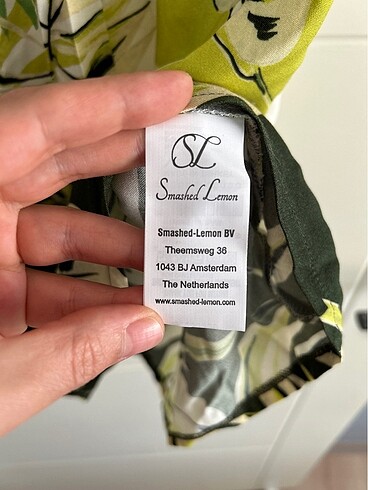 SL
Smashed Lemon
Smashed-Lemon BV
Theemsweg 36
1043 BJ Amsterdam
The Netherlands
www.smashed-lemon.com